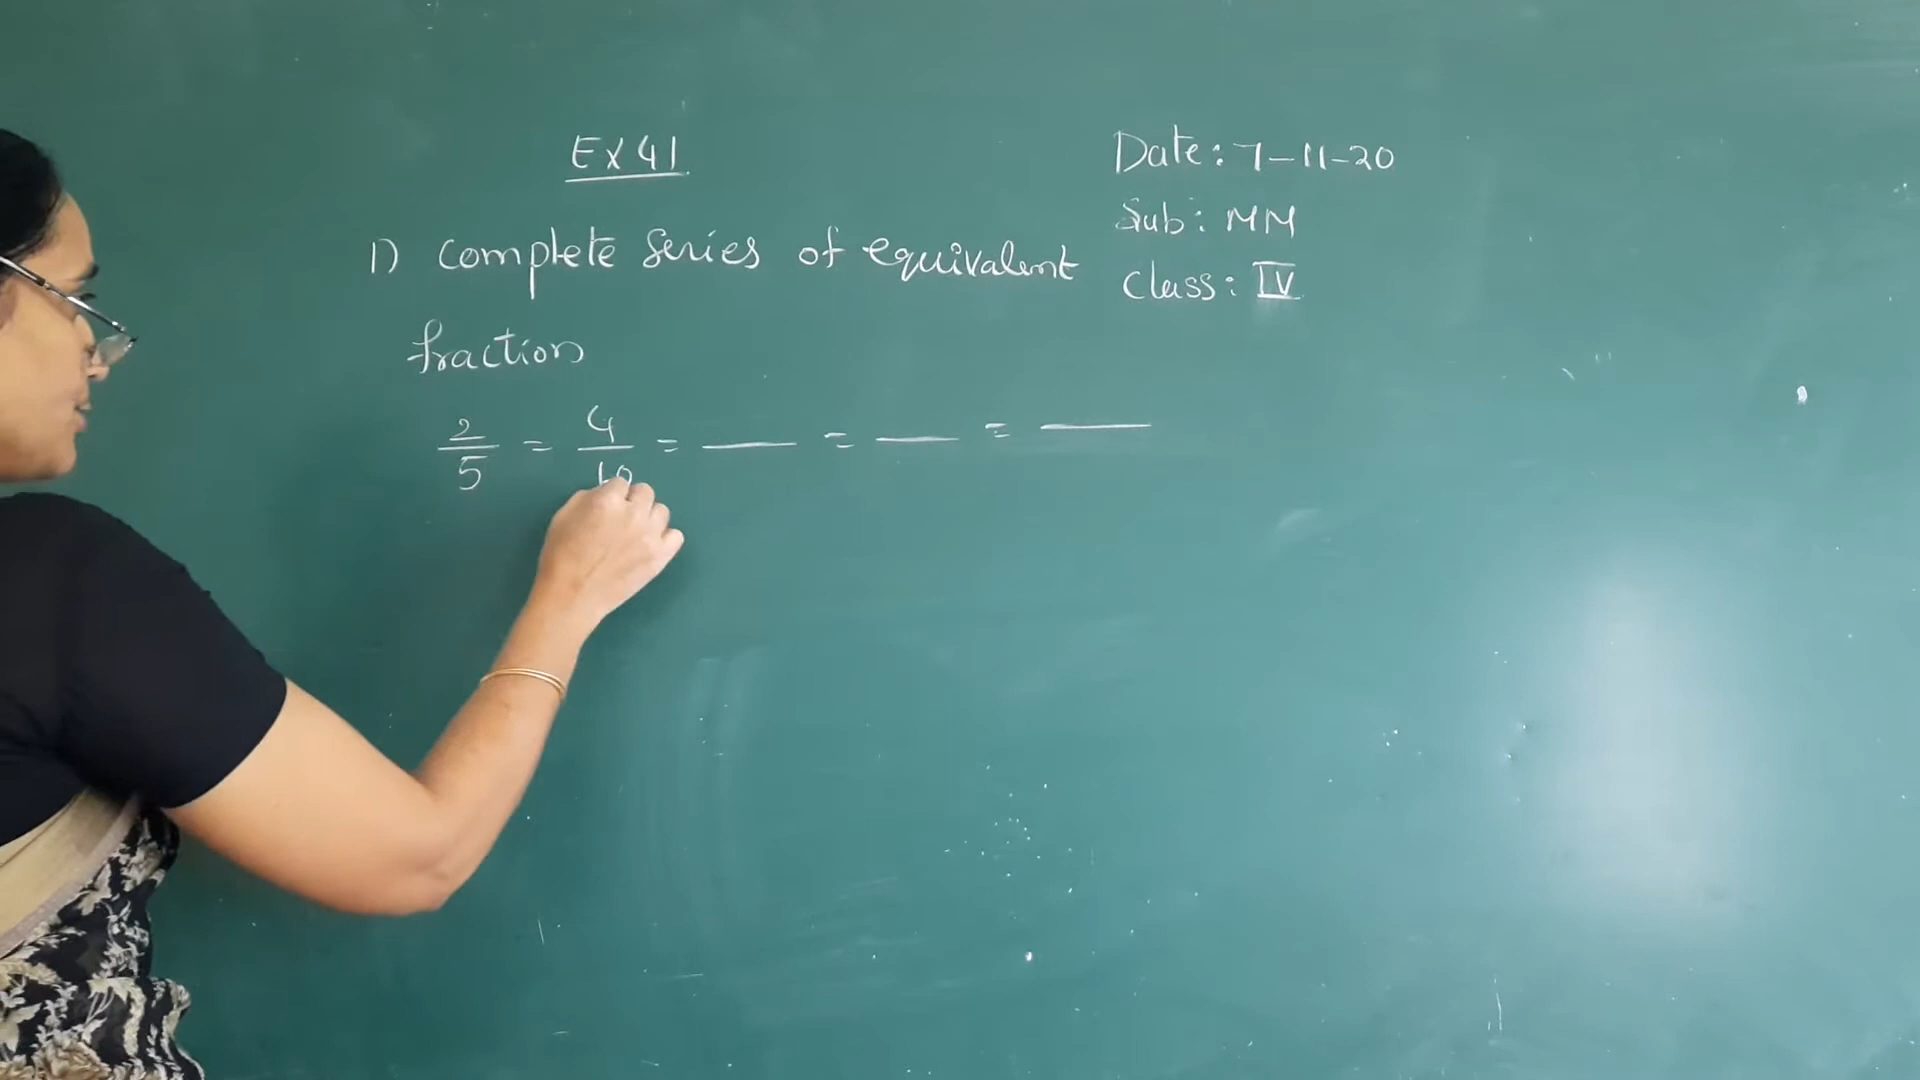 Ex 41
Date: 7-11-20
Sub: MM
Class: IV
1) Complete series of equivalent
fraction
2/5 = 4/10 = ___ = ___ = ___